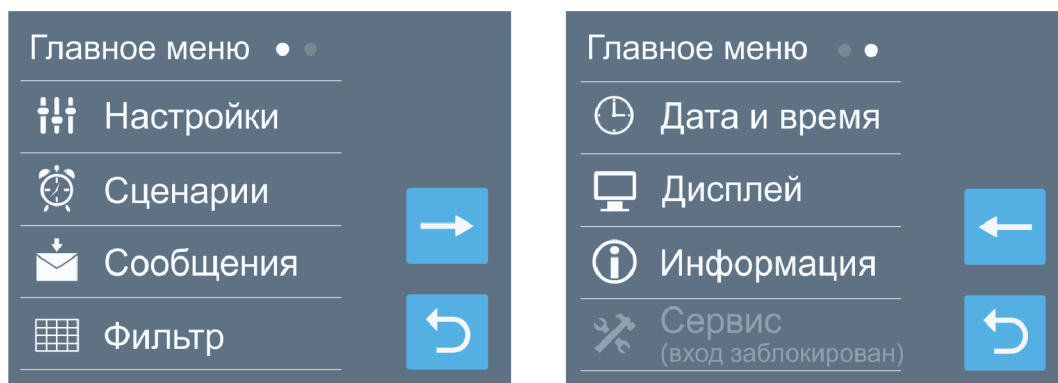 Главное меню
Настройки
Сценарии
Сообщения
Фильтр
Главное меню
Дата и время
Дисплей
Информация
Сервис
(вход заблокирован)